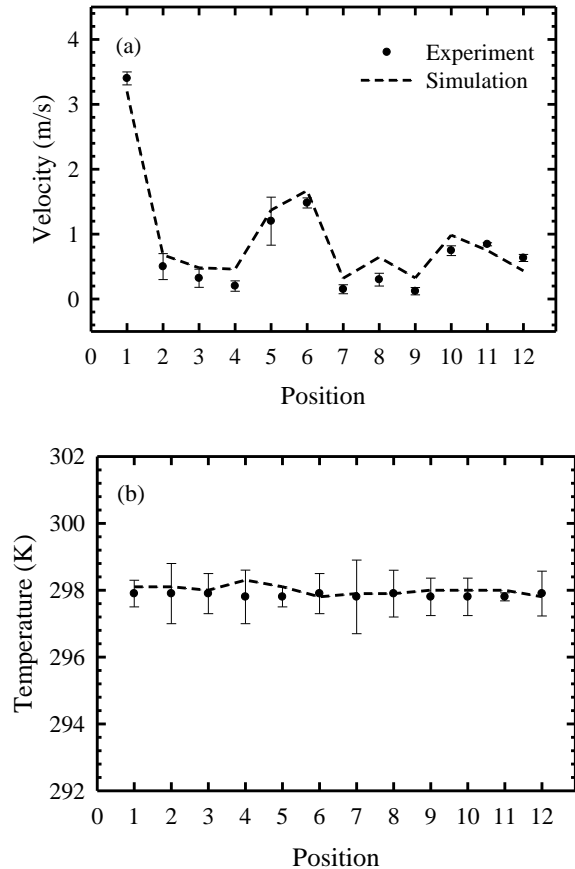 (a)
Experiment
Simulation
Velocity (m/s)
4
3
2
1
0
0 1 2 3 4 5 6 7 8 9 10 11 12
Position
(b)
Temperature (K)
302
300
298
296
294
292
0 1 2 3 4 5 6 7 8 9 10 11 12
Position